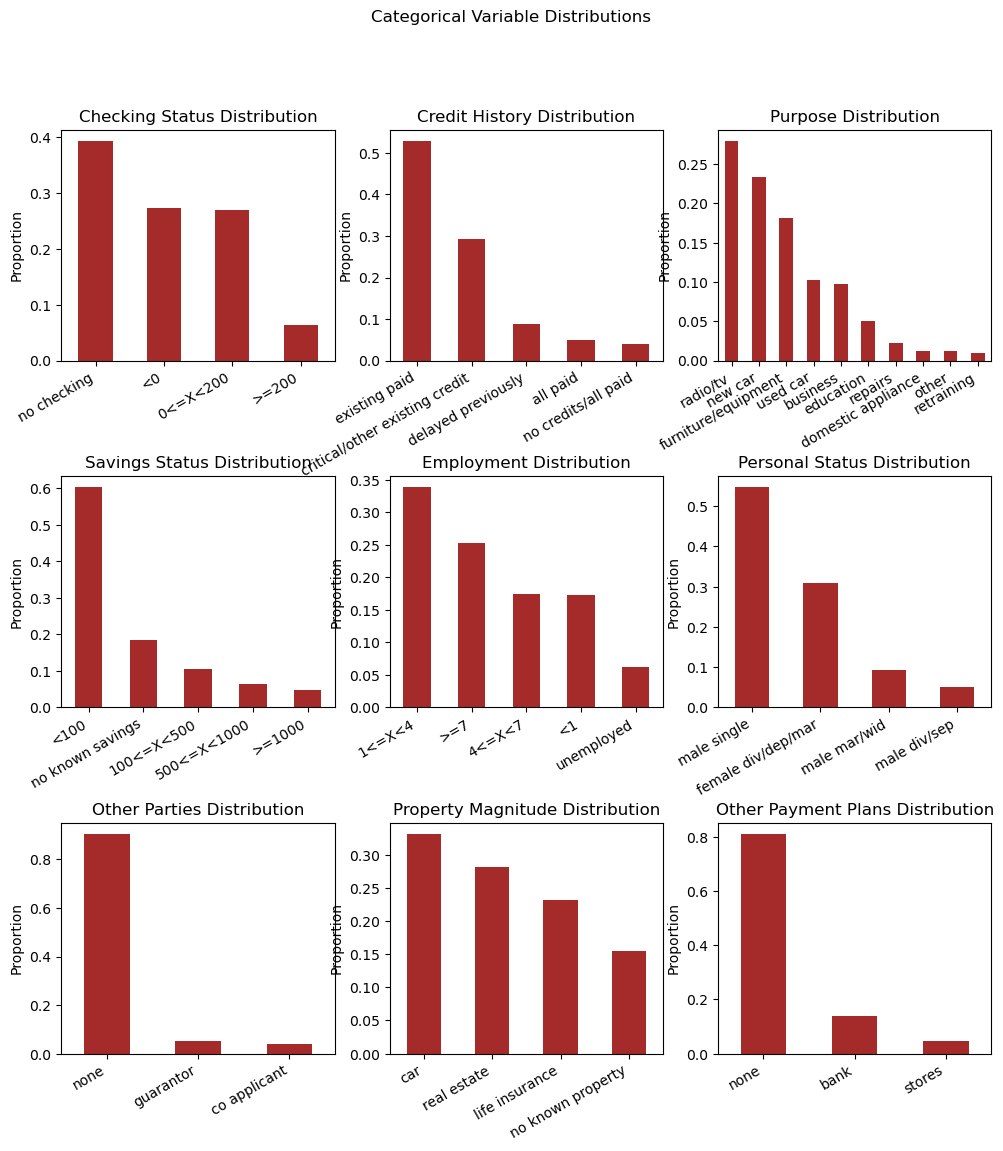 Categorical Variable Distributions
Checking Status Distribution
Proportion
0.4
0.3
0.2
0.1
0.0
no checking
<0
0<=X<200
>=200
Credit History Distribution
Proportion
0.5
0.4
0.3
0.2
0.1
0.0
existing paid
critical/other existing credit
delayed previously
all paid
no credits/all paid
Purpose Distribution
Proportion
0.25
0.20
0.15
0.10
0.05
0.00
radio/tv
new car
furniture/equipment
used car
business
education
repairs
domestic appliance
other
retraining
Savings Status Distribution
Proportion
0.6
0.5
0.4
0.3
0.2
0.1
0.0
<100
no known savings
100<=X<500
500<=X<1000
>=1000
Employment Distribution
Proportion
0.35
0.30
0.25
0.20
0.15
0.10
0.05
0.00
1<=X<4
>=7
4<=X<7
<1
unemployed
Personal Status Distribution
Proportion
0.5
0.4
0.3
0.2
0.1
0.0
male single
female div/dep/mar
male mar/wid
male div/sep
Other Parties Distribution
Proportion
0.8
0.6
0.4
0.2
0.0
none
guarantor
co applicant
Property Magnitude Distribution
Proportion
0.30
0.25
0.20
0.15
0.10
0.05
0.00
car
real estate
life insurance
no known property
Other Payment Plans Distribution
Proportion
0.8
0.6
0.4
0.2
0.0
none
bank
stores